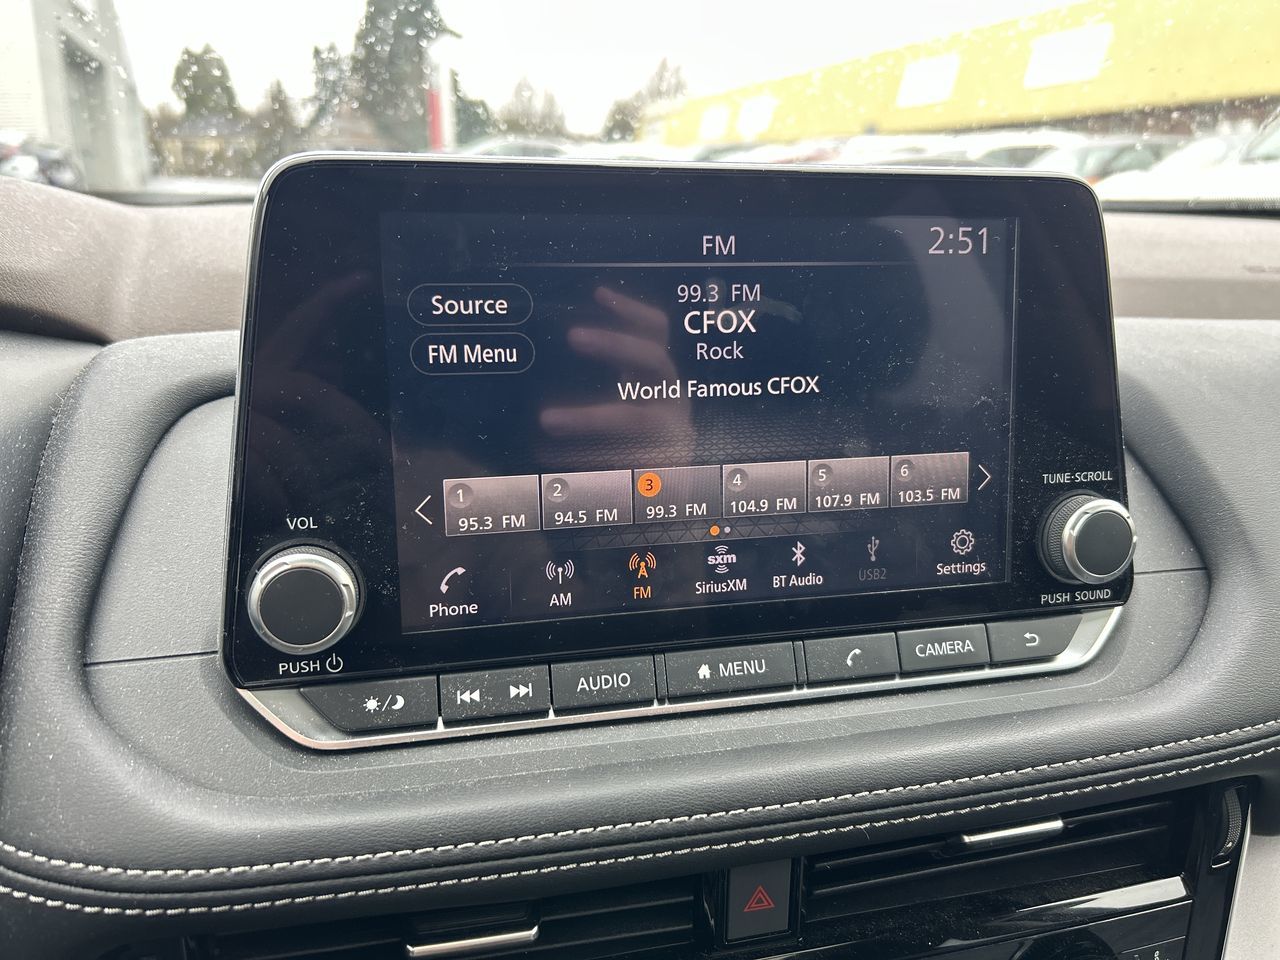 FM
2:51
Source
FM Menu
99.3 FM
CFOX
Rock
World Famous CFOX
1
95.3 FM
2
94.5 FM
3
99.3 FM
4
104.9 FM
5
107.9 FM
6
103.5 FM
Phone
AM
FM
sxm
SiriusXM
BT Audio
USB2
Settings
VOL
PUSH
TUNE·SCROLL
PUSH SOUND
AUDIO
MENU
CAMERA